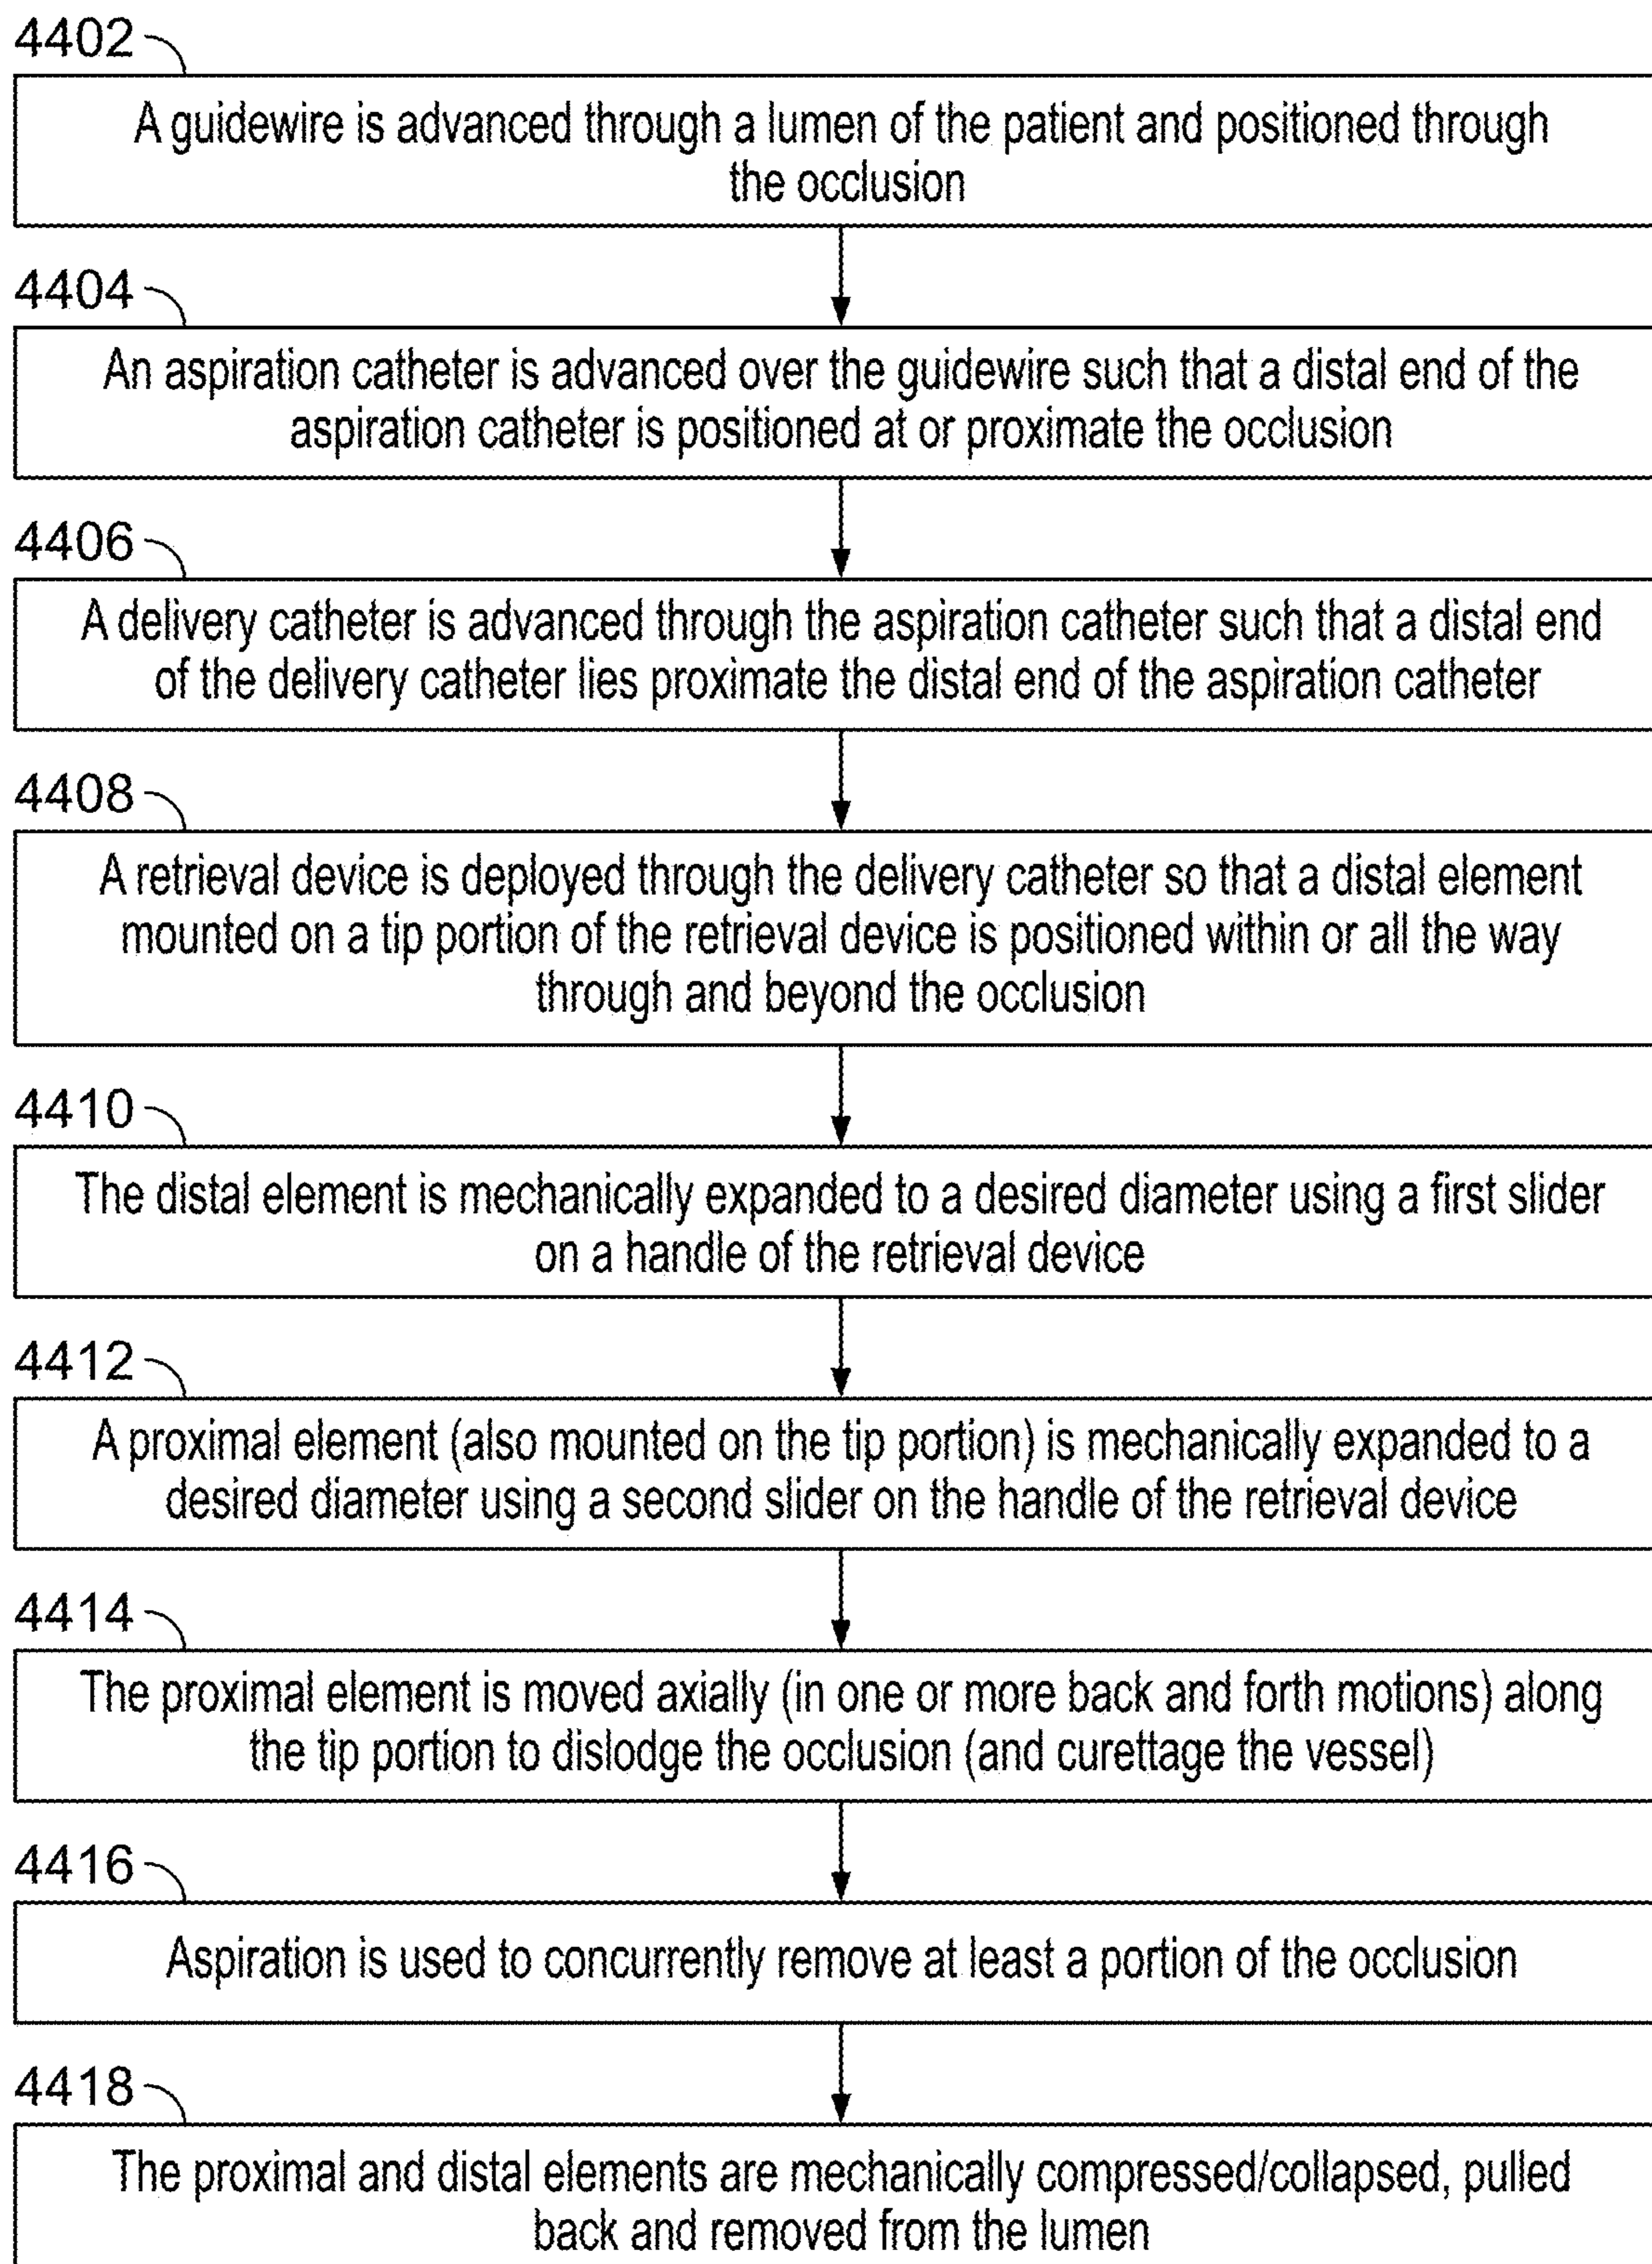 4402
A guidewire is advanced through a lumen of the patient and positioned through
the occlusion
4404
An aspiration catheter is advanced over the guidewire such that a distal end of the
aspiration catheter is positioned at or proximate the occlusion
4406
A delivery catheter is advanced through the aspiration catheter such that a distal end
of the delivery catheter lies proximate the distal end of the aspiration catheter
4408
A retrieval device is deployed through the delivery catheter so that a distal element
mounted on a tip portion of the retrieval device is positioned within or all the way
through and beyond the occlusion
4410
The distal element is mechanically expanded to a desired diameter using a first slider
on a handle of the retrieval device
4412
A proximal element (also mounted on the tip portion) is mechanically expanded to a
desired diameter using a second slider on the handle of the retrieval device
4414
The proximal element is moved axially (in one or more back and forth motions) along
the tip portion to dislodge the occlusion (and curettage the vessel)
4416
Aspiration is used to concurrently remove at least a portion of the occlusion
4418
The proximal and distal elements are mechanically compressed/collapsed, pulled
back and removed from the lumen